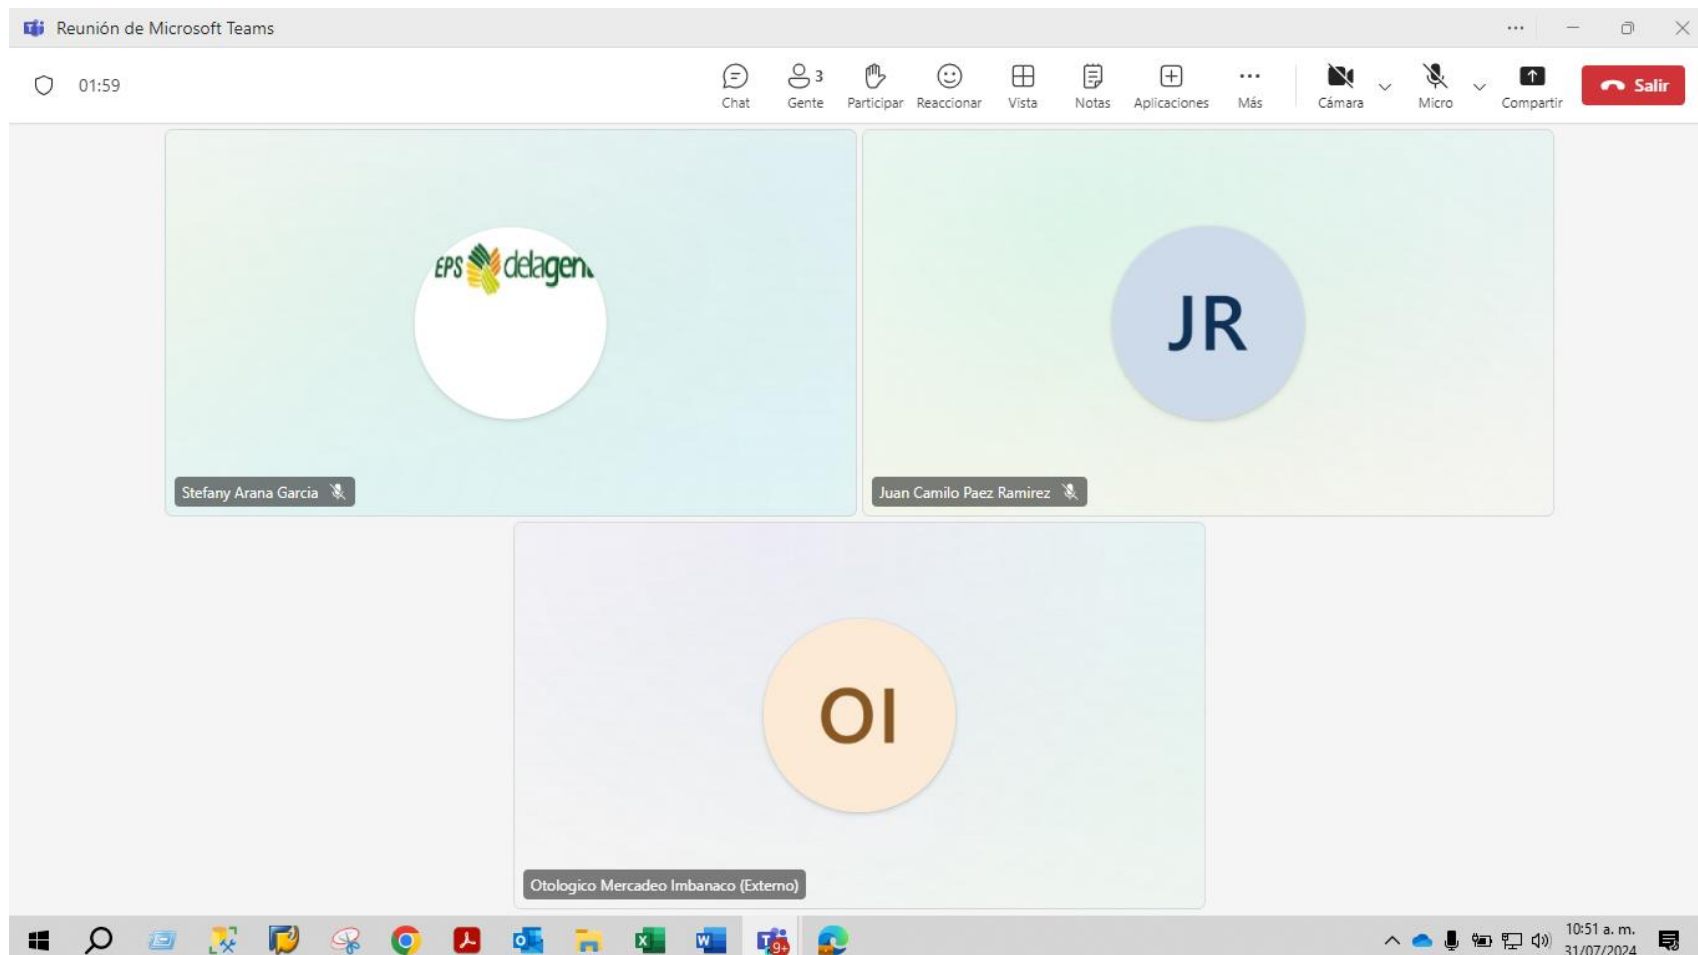 Reunión de Microsoft Teams
01:59
Chat
3
Gente
Participar
Reaccionar
Vista
Notas
Aplicaciones
Más
Cámara
Micro
Compartir
Salir
EPS delagen
JR
Stefany Arana Garcia
Juan Camilo Paez Ramirez
OI
Otologico Mercadeo Imbanaco (Externo)
9+
10:51 a. m.
31/07/2024